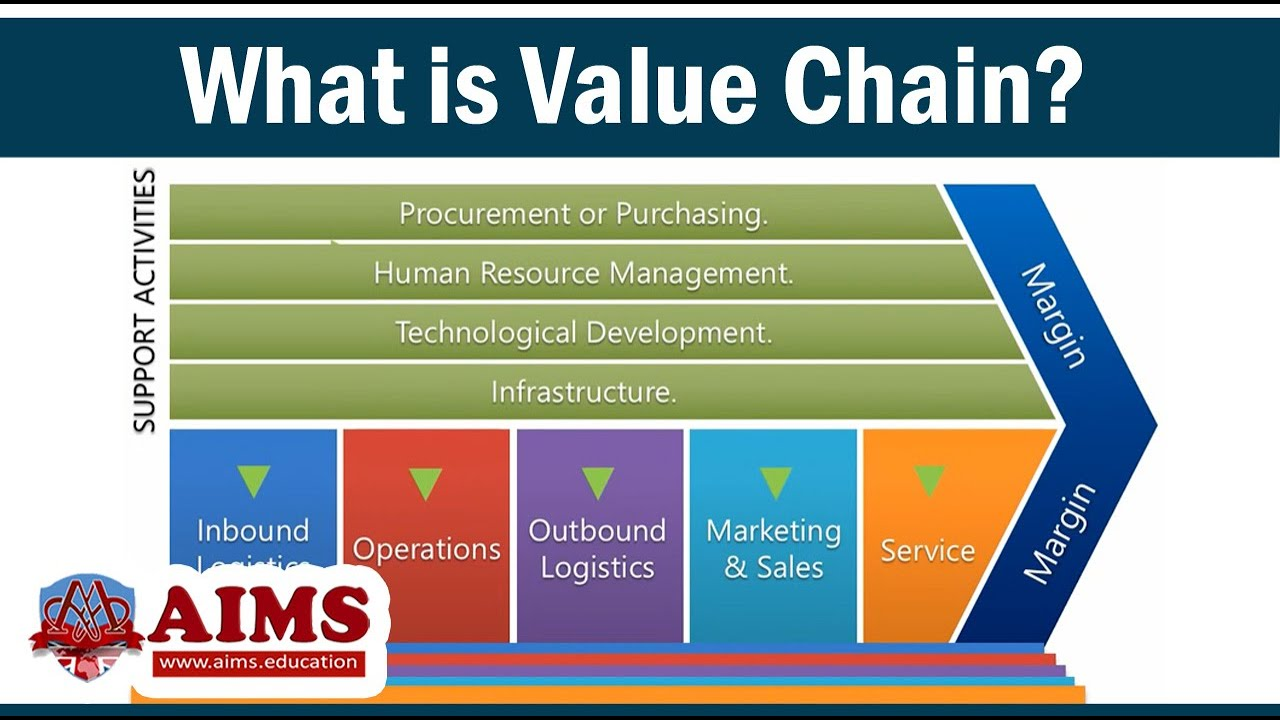 What is Value Chain?
SUPPORT ACTIVITIES
Procurement or Purchasing.
Human Resource Management.
Technological Development.
Infrastructure.
Margin
Margin
Inbound
Logistics
Operations
Outbound
Logistics
Marketing
& Sales
Service
AIMS
www.aims.education